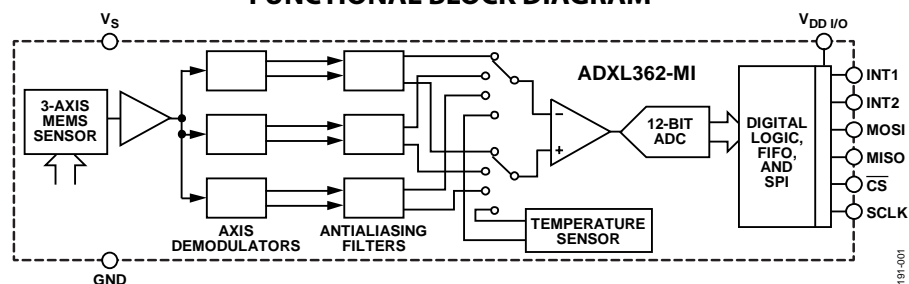 FUNCTIONAL BLOCK DIAGRAM
VS
VDD I/O
3-AXIS
MEMS
SENSOR
ADXL362-MI
−
+
12-BIT
ADC
DIGITAL
LOGIC,
FIFO,
AND
SPI
INT1
INT2
MOSI
MISO
CS
SCLK
AXIS
DEMODULATORS
ANTIALIASING
FILTERS
TEMPERATURE
SENSOR
GND
191-001